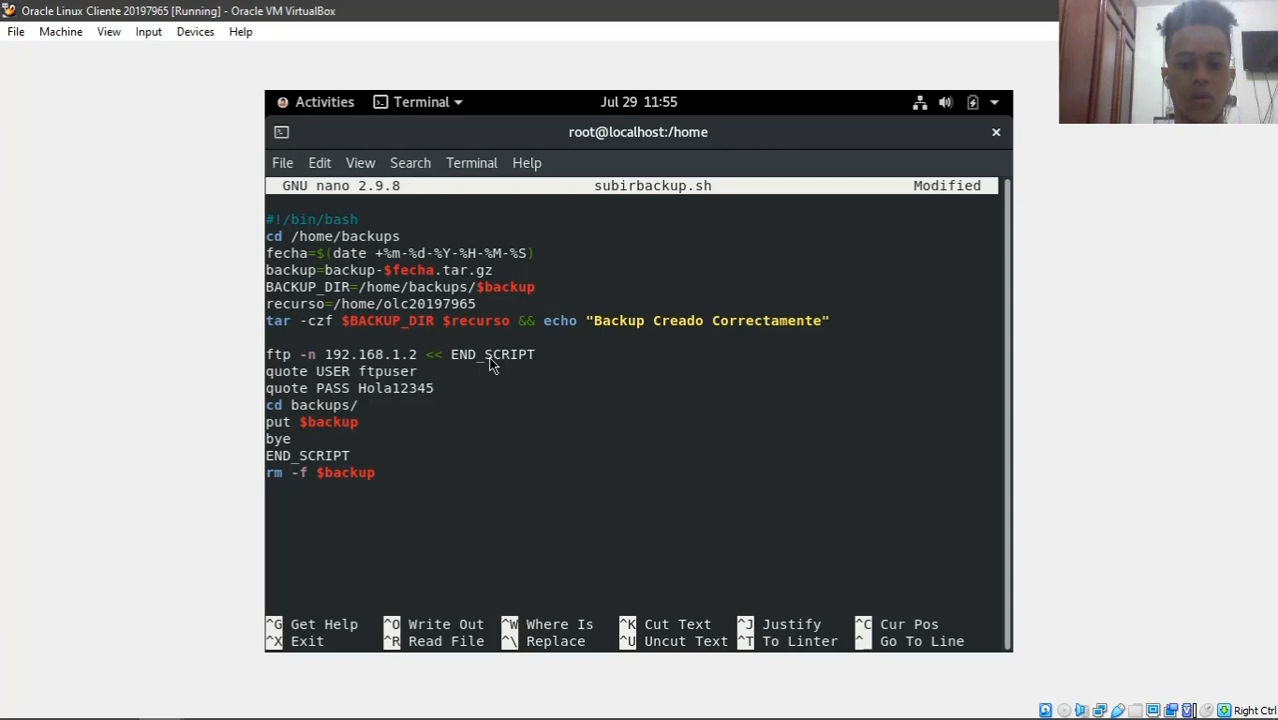 Oracle Linux Cliente 20197965 [Running] - Oracle VM VirtualBox
File Machine View Input Devices Help
Activities Terminal Jul 29 11:55
root@localhost:/home
File Edit View Search Terminal Help
GNU nano 2.9.8 subirbackup.sh Modified
#!/bin/bash
cd /home/backups
fecha=$(date +%m-%d-%Y-%H-%M-%S)
backup=backup-$fecha.tar.gz
BACKUP_DIR=/home/backups/$backup
recurso=/home/olc20197965
tar -czf $BACKUP_DIR $recurso && echo "Backup Creado Correctamente"
ftp -n 192.168.1.2 << END_SCRIPT
quote USER ftpuser
quote PASS Hola12345
cd backups/
put $backup
bye
END_SCRIPT
rm -f $backup
^G Get Help ^O Write Out ^W Where Is ^K Cut Text ^J Justify ^C Cur Pos
^X Exit ^R Read File ^\ Replace ^U Uncut Text ^T To Linter ^_ Go To Line
Right Ctrl